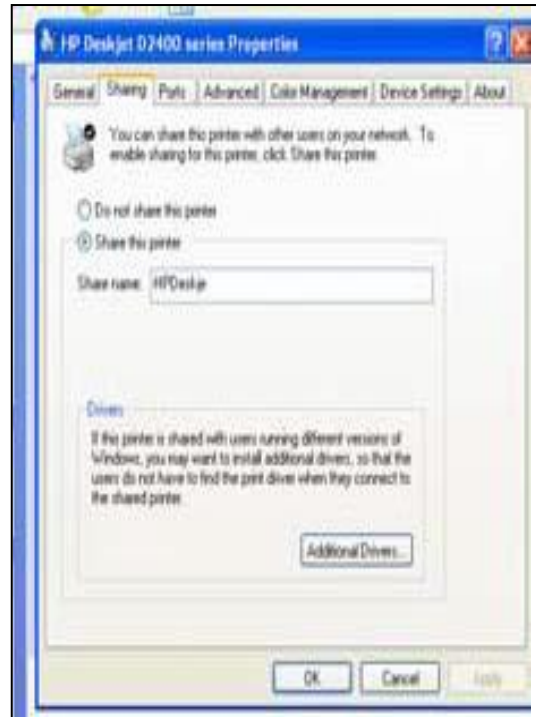 HP Deskjet D2400 series Properties
General Sharing Ports Advanced Color Management Device Settings About
You can share this printer with other users on your network. To
enable sharing for this printer, click Share this printer.
Do not share this printer
Share this printer
Share name: HPDeskje
Drivers
If this printer is shared with users running different versions of
Windows, you may want to install additional drivers, so that the
users do not have to find the print driver when they connect to
the shared printer.
Additional Drivers...
OK Cancel Apply